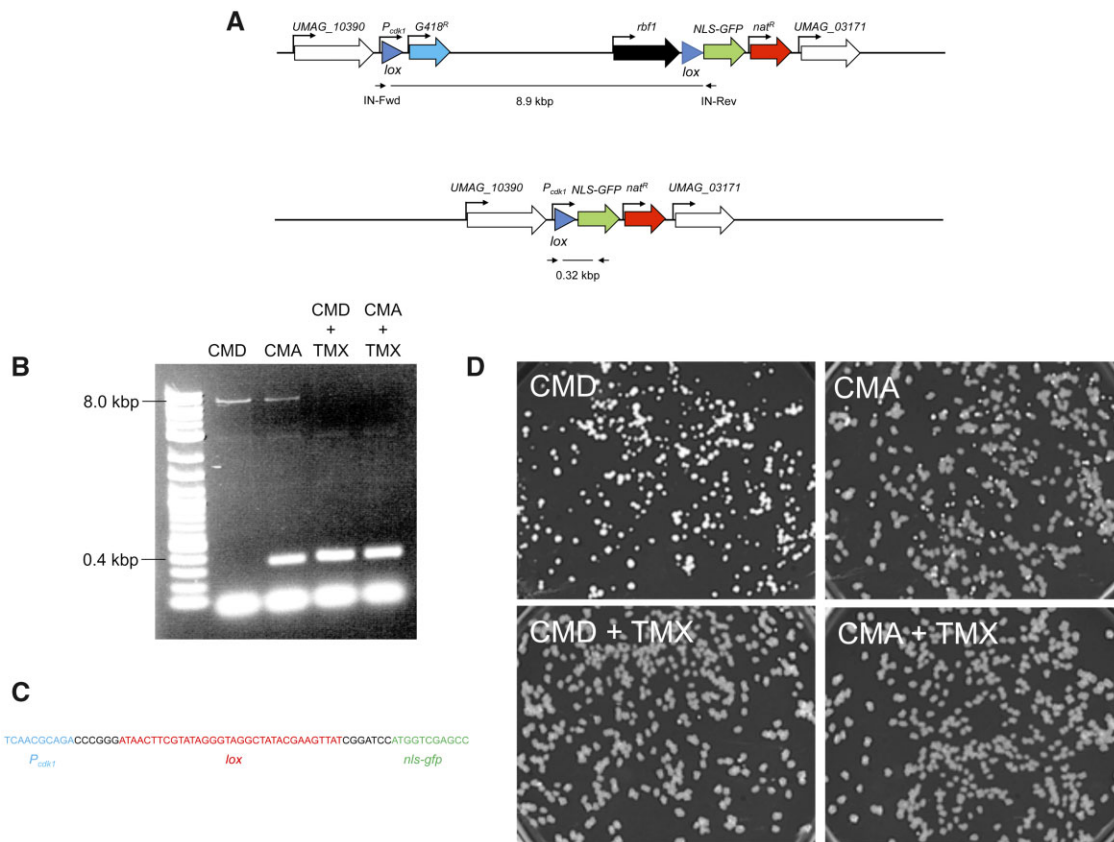 A
UMAG_10390 Pcdk1 G418R rbf1 NLS-GFP natR UMAG_03171
lox lox
IN-Fwd 8.9 kbp IN-Rev
UMAG_10390 Pcdk1 NLS-GFP natR UMAG_03171
lox
0.32 kbp
B
CMD CMA CMD + TMX CMA + TMX
8.0 kbp
0.4 kbp
C
TCAACGCAGACCCGGGATAACTTCGTATAGGGTAGGCTATACGAAGTTATCGGATCCATGGTCGAGCC
Pcdk1 lox nls-gfp
D
CMD CMA
CMD + TMX CMA + TMX